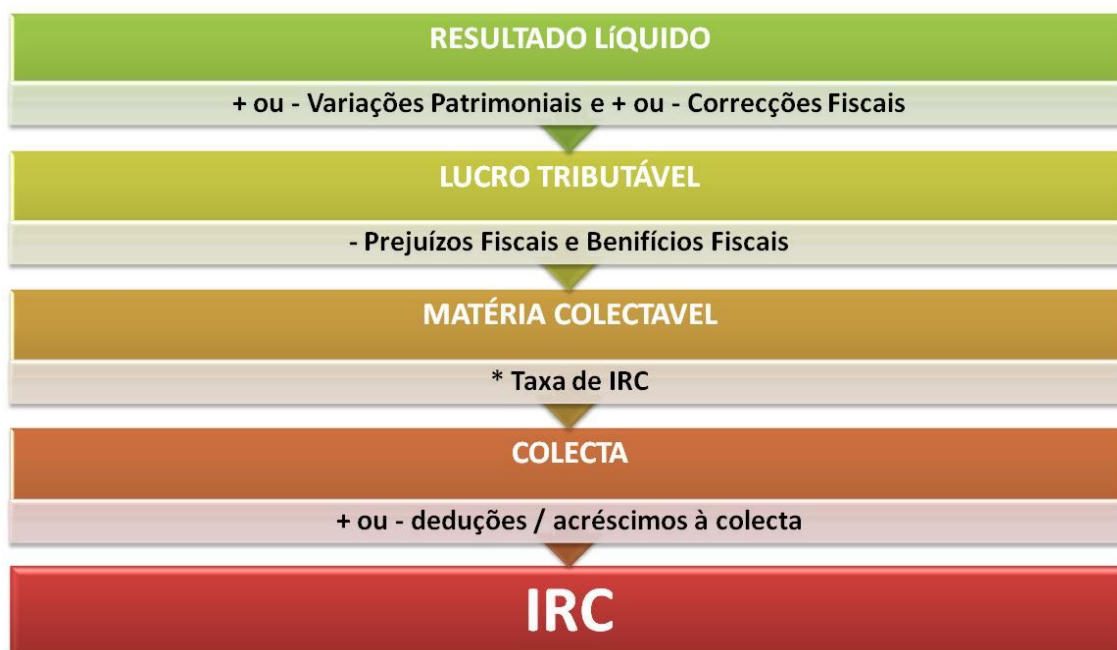 RESULTADO LíQUIDO
+ ou - Variações Patrimoniais e + ou - Correcções Fiscais
LUCRO TRIBUTÁVEL
- Prejuízos Fiscais e Benifícios Fiscais
MATÉRIA COLECTAVEL
* Taxa de IRC
COLECTA
+ ou - deduções / acréscimos à colecta
IRC